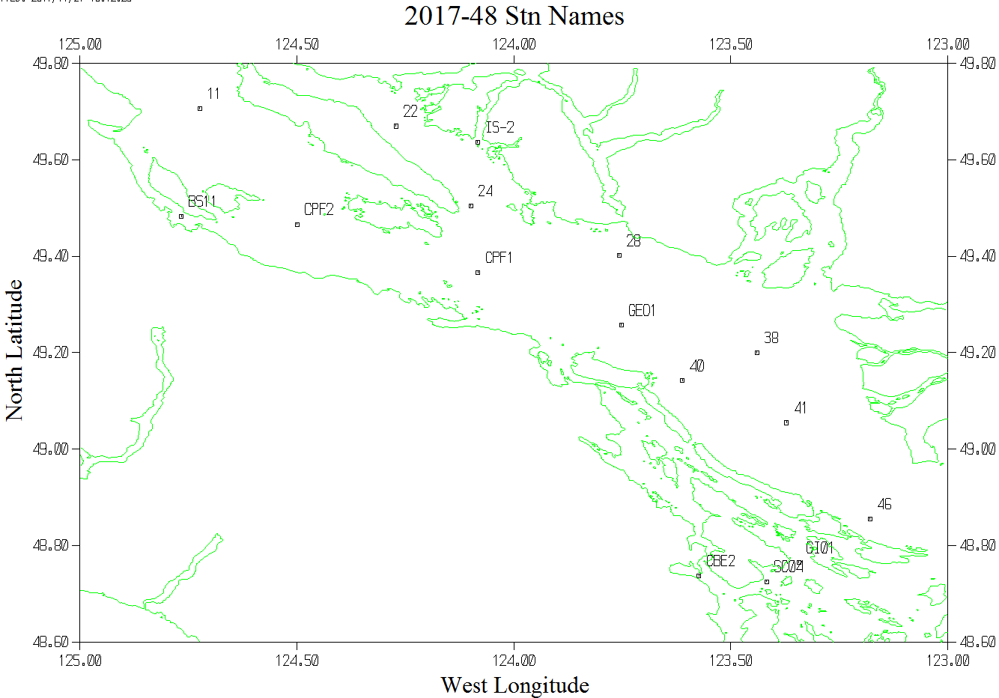 2017-48 Stn Names
125.00 124.50 124.00 123.50 123.00
49.80 49.80
11
22
IS-2
49.60 49.60
24
BS11 CPF2
28
49.40 CPF1 49.40
GEO1
38
49.20 49.20
40
41
49.00 49.00
46
48.80 48.80
GI01
CBE2
48.60 48.60
125.00 124.50 124.00 123.50 123.00
West Longitude
North Latitude